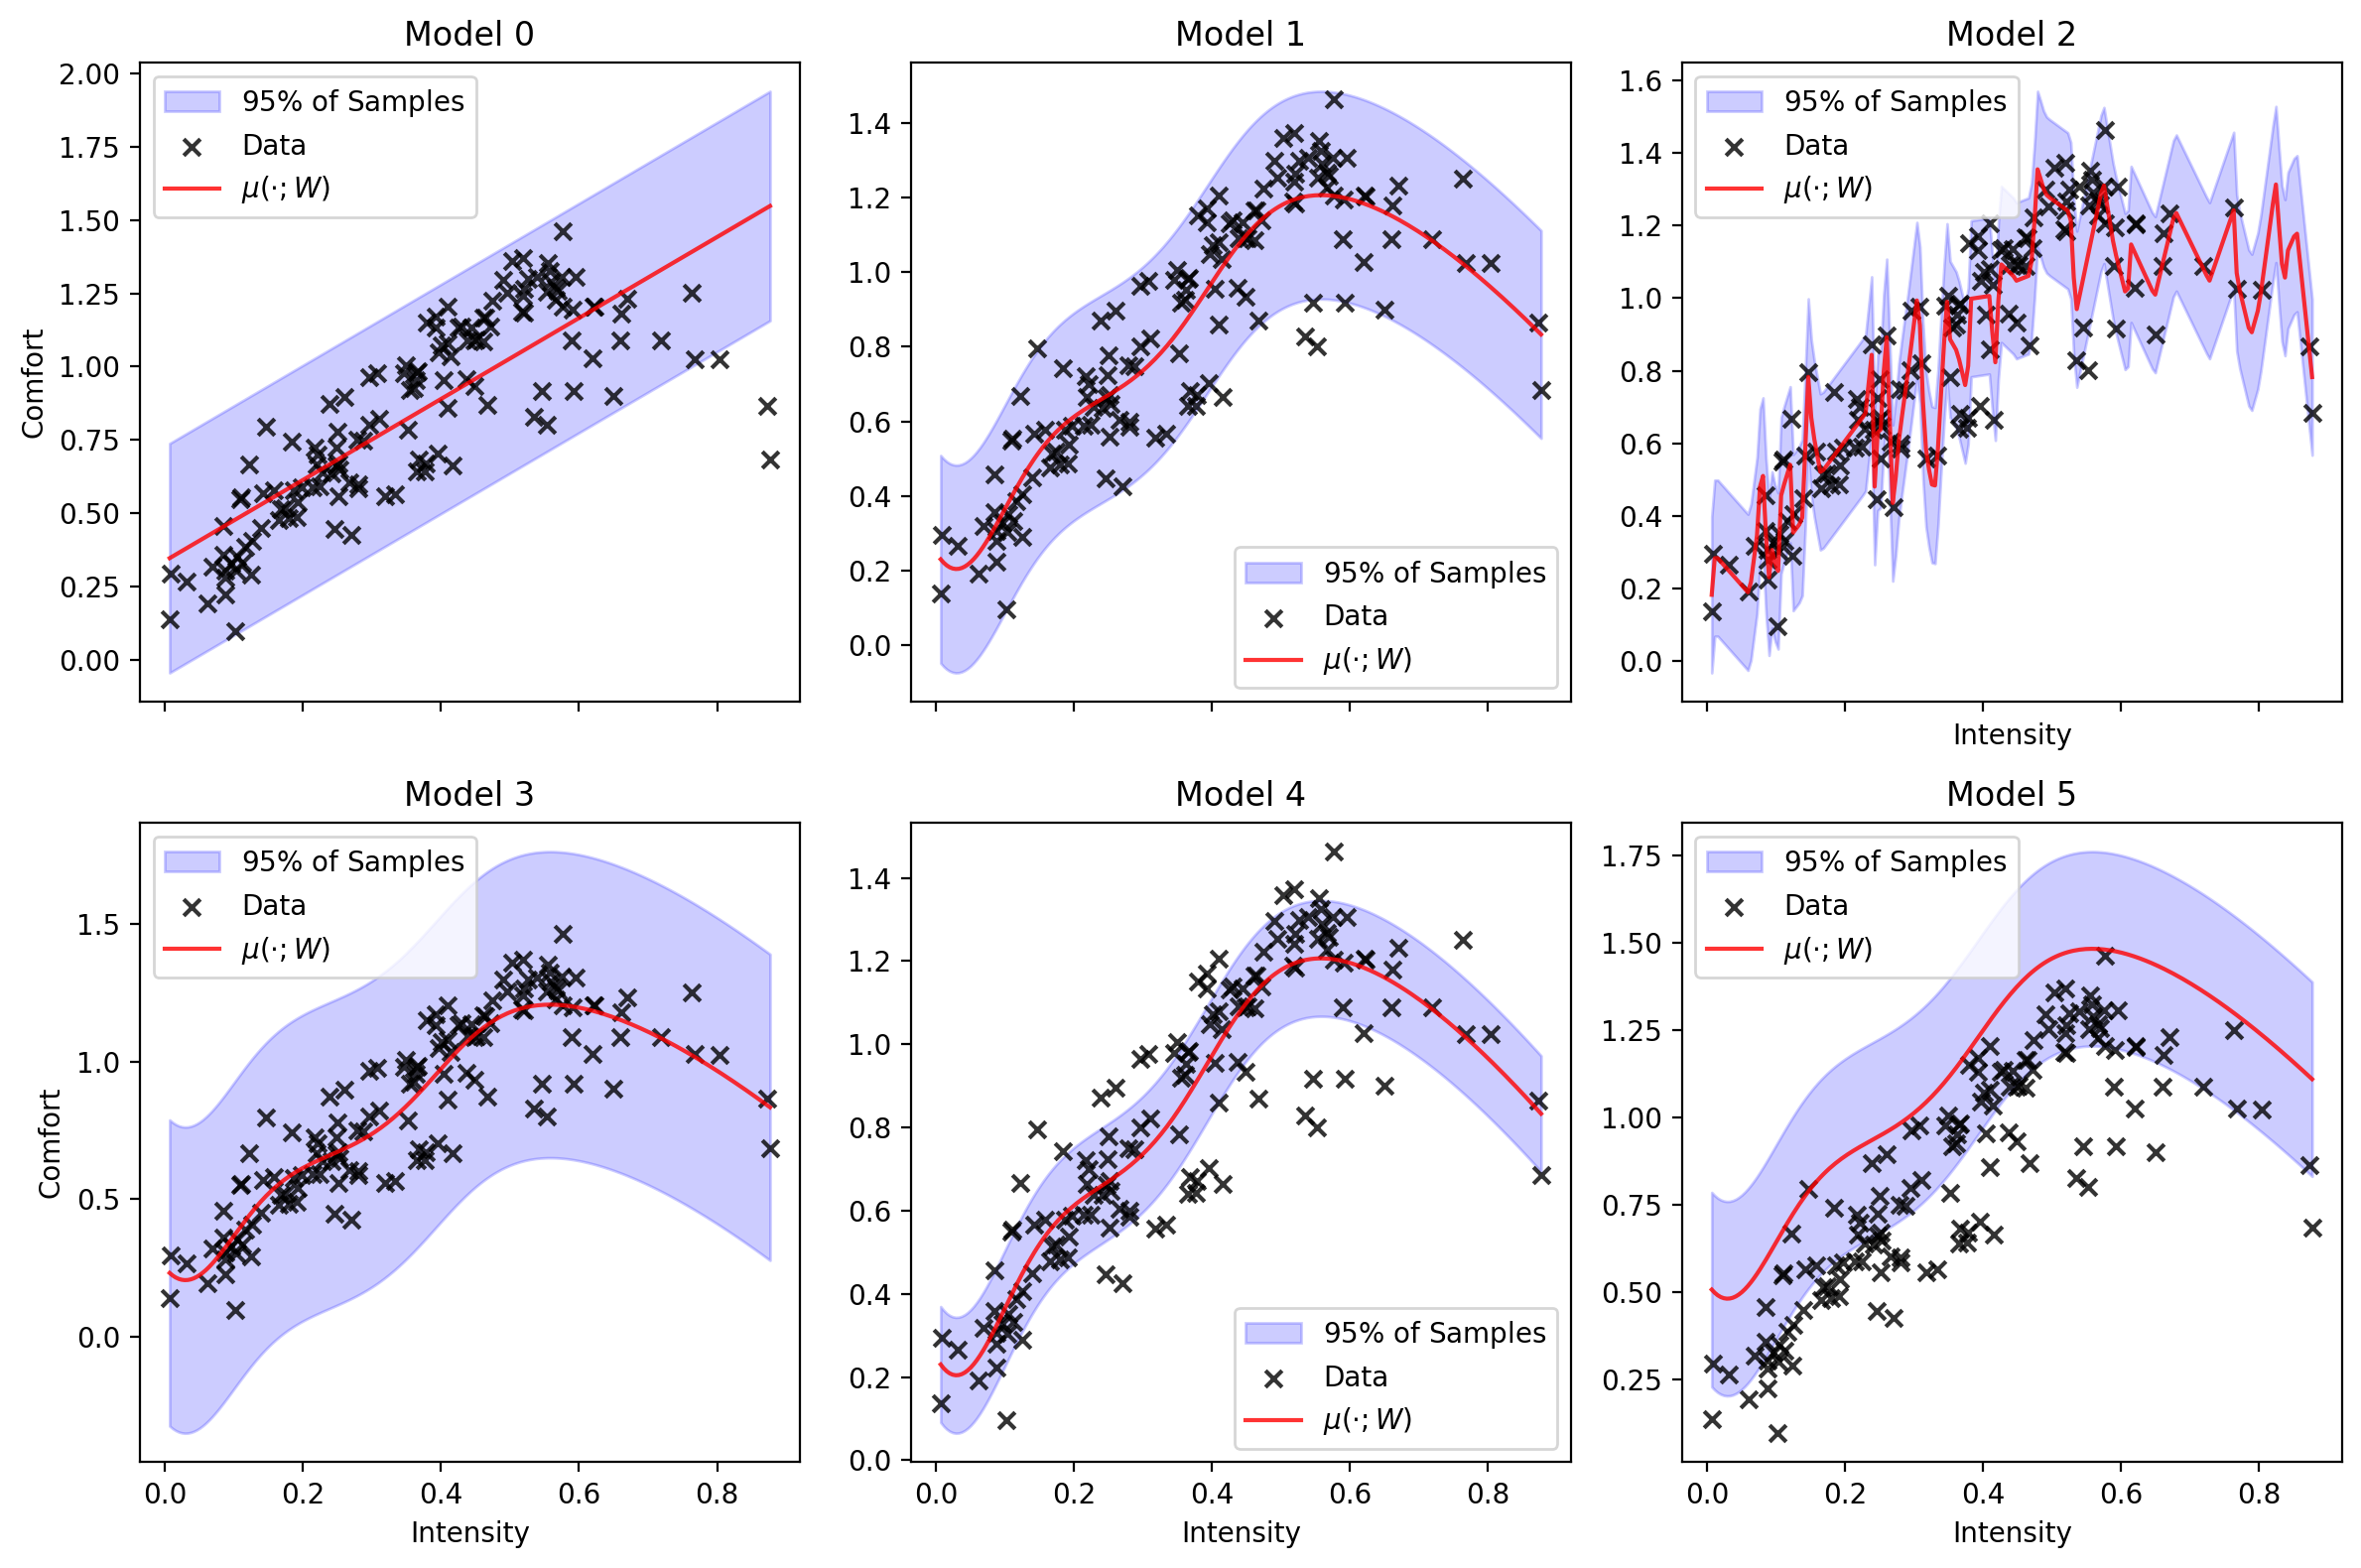 Model 0
Model 1
Model 2
2.00
1.75
1.50
1.25
1.00
0.75
0.50
0.25
0.00
Comfort
95% of Samples
Data
μ(·; W)
1.4
1.2
1.0
0.8
0.6
0.4
0.2
0.0
95% of Samples
Data
μ(·; W)
1.6
1.4
1.2
1.0
0.8
0.6
0.4
0.2
0.0
95% of Samples
Data
μ(·; W)
Intensity
Model 3
Model 4
Model 5
1.5
1.0
0.5
0.0
Comfort
95% of Samples
Data
μ(·; W)
0.0 0.2 0.4 0.6 0.8
Intensity
1.4
1.2
1.0
0.8
0.6
0.4
0.2
0.0
95% of Samples
Data
μ(·; W)
0.0 0.2 0.4 0.6 0.8
Intensity
1.75
1.50
1.25
1.00
0.75
0.50
0.25
95% of Samples
Data
μ(·; W)
0.0 0.2 0.4 0.6 0.8
Intensity